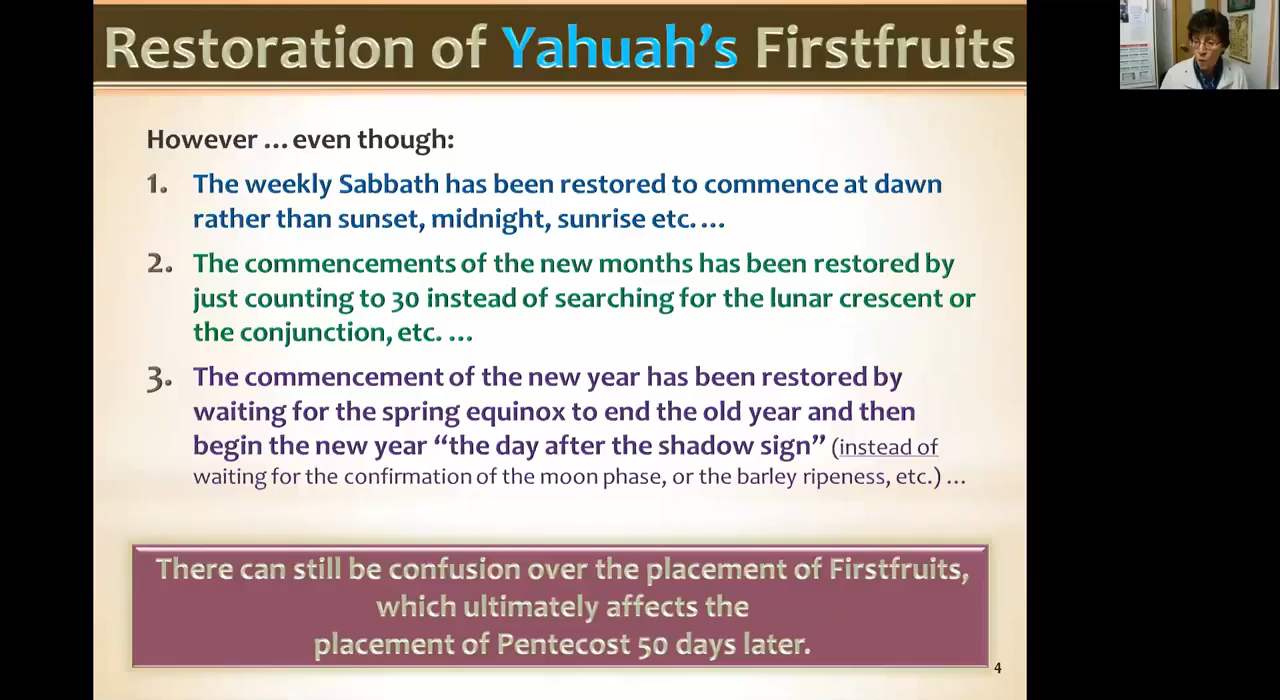 Restoration of Yahuah's Firstfruits
However ... even though:
1. The weekly Sabbath has been restored to commence at dawn
rather than sunset, midnight, sunrise etc. ...
2. The commencements of the new months has been restored by
just counting to 30 instead of searching for the lunar crescent or
the conjunction, etc. ...
3. The commencement of the new year has been restored by
waiting for the spring equinox to end the old year and then
begin the new year “the day after the shadow sign” (instead of
waiting for the confirmation of the moon phase, or the barley ripeness, etc.) ...
There can still be confusion over the placement of Firstfruits,
which ultimately affects the
placement of Pentecost 50 days later.
4